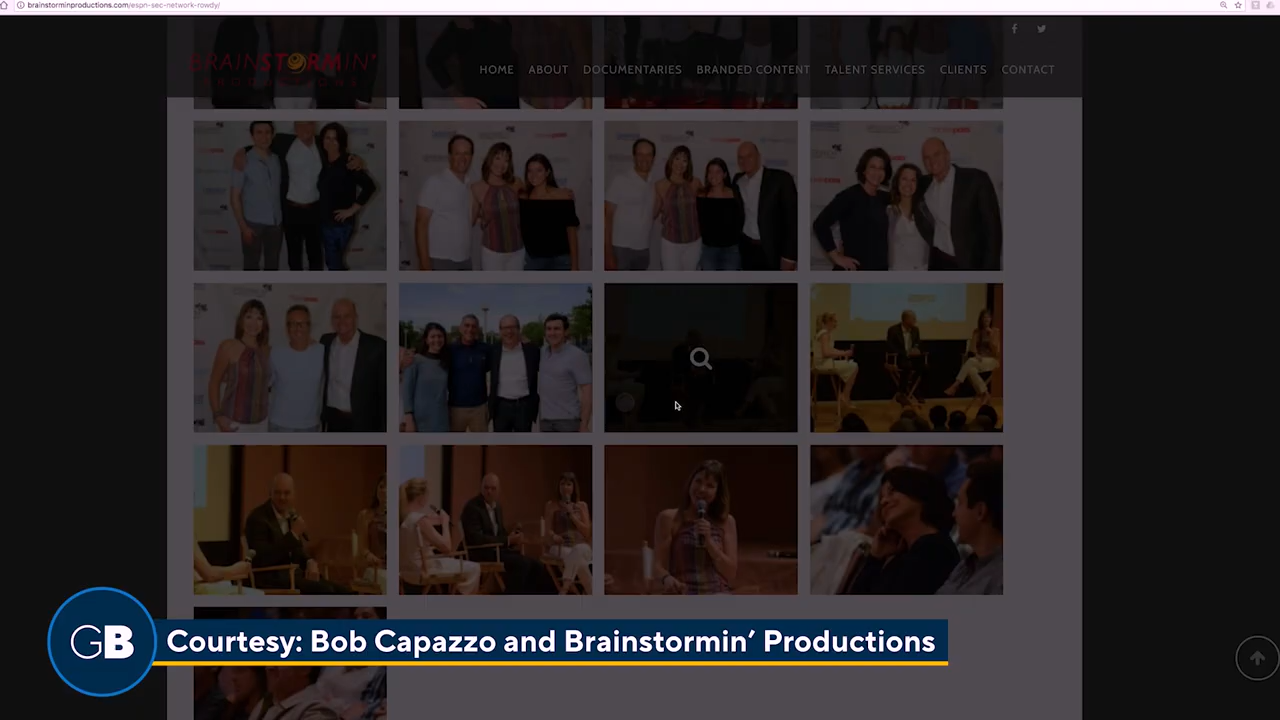 brainstorminproductions.com/espn-sec-network-rowdy/
BRAINSTORMIN'
HOME ABOUT DOCUMENTARIES BRANDED CONTENT TALENT SERVICES CLIENTS CONTACT
GB Courtesy: Bob Capazzo and Brainstormin' Productions